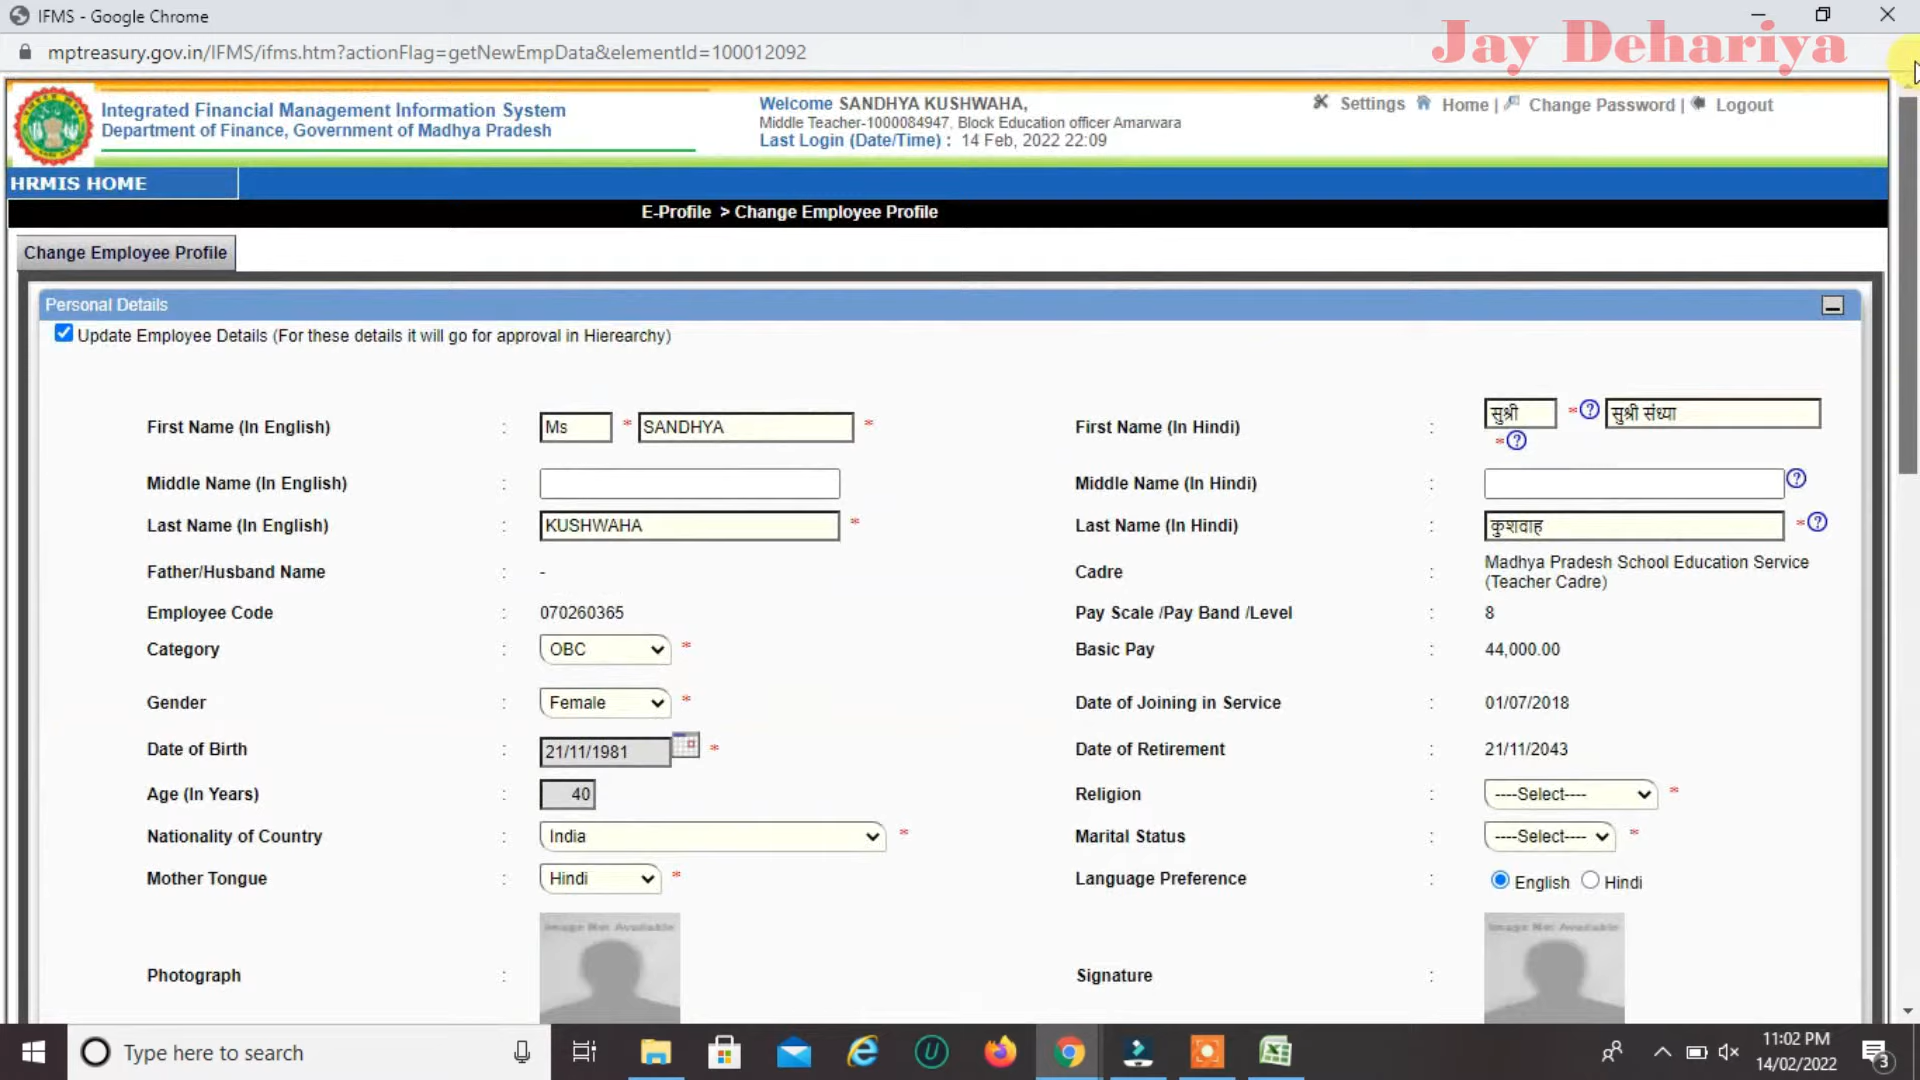 IFMS - Google Chrome
Jay Dehariya
mptreasury.gov.in/IFMS/ifms.htm?actionFlag=getNewEmpData&elementId=100012092
Integrated Financial Management Information System
Department of Finance, Government of Madhya Pradesh
Welcome SANDHYA KUSHWAHA,
Middle Teacher-1000084947, Block Education officer Amarwara
Last Login (Date/Time) : 14 Feb, 2022 22:09
Settings Home | Change Password | Logout
HRMIS HOME
E-Profile > Change Employee Profile
Change Employee Profile
Personal Details
Update Employee Details (For these details it will go for approval in Hierearchy)
First Name (In English) : Ms * SANDHYA * First Name (In Hindi) : सुश्री * ? सुश्री संध्या
* ?
Middle Name (In English) : Middle Name (In Hindi) : ?
Last Name (In English) : KUSHWAHA * Last Name (In Hindi) : कुशवाह * ?
Father/Husband Name : - Cadre : Madhya Pradesh School Education Service
(Teacher Cadre)
Employee Code : 070260365 Pay Scale /Pay Band /Level : 8
Category : OBC * Basic Pay : 44,000.00
Gender : Female * Date of Joining in Service : 01/07/2018
Date of Birth : 21/11/1981 * Date of Retirement : 21/11/2043
Age (In Years) : 40 Religion : ----Select---- *
Nationality of Country : India * Marital Status : ----Select---- *
Mother Tongue : Hindi * Language Preference : English Hindi
Image Not Available Image Not Available
Photograph : Signature :
Type here to search
11:02 PM
14/02/2022
3